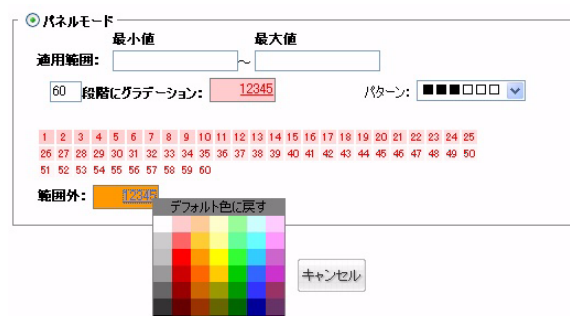 パネルモード
最小値 最大値
適用範囲: ～
60 段階にグラデーション: 12345 パターン: ■■■□□□
1 2 3 4 5 6 7 8 9 10 11 12 13 14 15 16 17 18 19 20 21 22 23 24 25
26 27 28 29 30 31 32 33 34 35 36 37 38 39 40 41 42 43 44 45 46 47 48 49 50
51 52 53 54 55 56 57 58 59 60
範囲外: 12345
デフォルト色に戻す
キャンセル